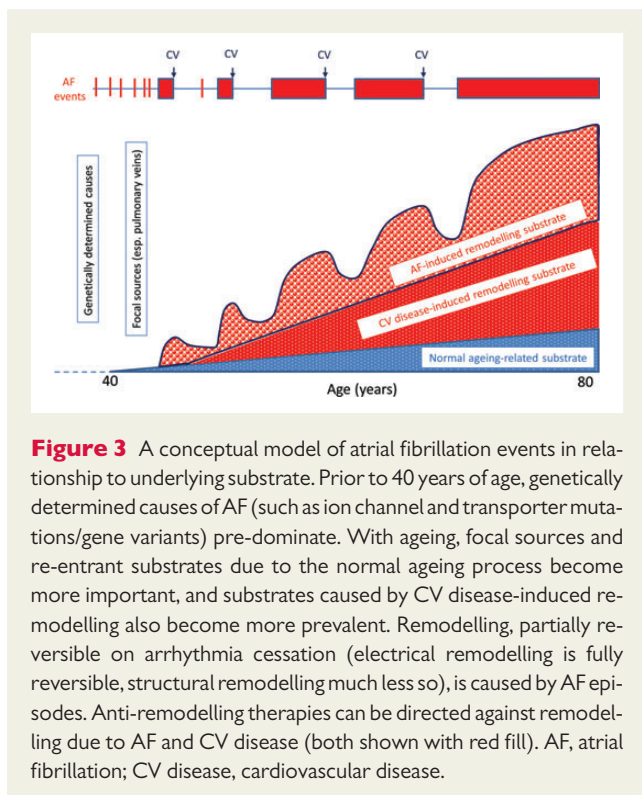 CV CV CV CV
AF
events
Genetically determined causes
Focal sources (esp. pulmonary veins)
AF-induced remodelling substrate
CV disease-induced remodelling substrate
Normal ageing-related substrate
40
80
Age (years)
Figure 3 A conceptual model of atrial fibrillation events in rela-
tionship to underlying substrate. Prior to 40 years of age, genetically
determined causes of AF (such as ion channel and transporter muta-
tions/gene variants) pre-dominate. With ageing, focal sources and
re-entrant substrates due to the normal ageing process become
more important, and substrates caused by CV disease-induced re-
modelling also become more prevalent. Remodelling, partially re-
versible on arrhythmia cessation (electrical remodelling is fully
reversible, structural remodelling much less so), is caused by AF epi-
sodes. Anti-remodelling therapies can be directed against remodel-
ling due to AF and CV disease (both shown with red fill). AF, atrial
fibrillation; CV disease, cardiovascular disease.